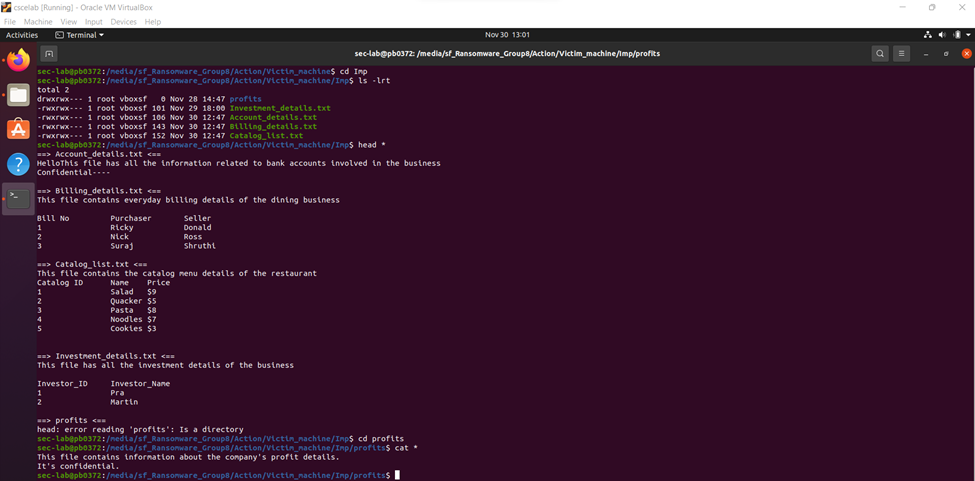 cscelab [Running] - Oracle VM VirtualBox
File Machine View Input Devices Help
Activities Terminal Nov 30 13:01
sec-lab@pb0372: /media/sf_Ransomware_Group8/Action/Victim_machine/Imp/profits
sec-lab@pb0372:/media/sf_Ransomware_Group8/Action/Victim_machine$ cd Imp
sec-lab@pb0372:/media/sf_Ransomware_Group8/Action/Victim_machine/Imp$ ls -lrt
total 2
drwxrwx--- 1 root vboxsf 0 Nov 28 14:47 profits
-rwxrwx--- 1 root vboxsf 101 Nov 29 18:00 Investment_details.txt
-rwxrwx--- 1 root vboxsf 106 Nov 30 12:47 Account_details.txt
-rwxrwx--- 1 root vboxsf 143 Nov 30 12:47 Billing_details.txt
-rwxrwx--- 1 root vboxsf 152 Nov 30 12:47 Catalog_list.txt
sec-lab@pb0372:/media/sf_Ransomware_Group8/Action/Victim_machine/Imp$ head *
==> Account_details.txt <==
HelloThis file has all the information related to bank accounts involved in the business
Confidential----
==> Billing_details.txt <==
This file contains everyday billing details of the dining business
Bill No Purchaser Seller
1 Ricky Donald
2 Nick Ross
3 Suraj Shruthi
==> Catalog_list.txt <==
This file contains the catalog menu details of the restaurant
Catalog ID Name Price
1 Salad $9
2 Quacker $5
3 Pasta $8
4 Noodles $7
5 Cookies $3
==> Investment_details.txt <==
This file has all the investment details of the business
Investor_ID Investor_Name
1 Pra
2 Martin
==> profits <==
head: error reading 'profits': Is a directory
sec-lab@pb0372:/media/sf_Ransomware_Group8/Action/Victim_machine/Imp$ cd profits
sec-lab@pb0372:/media/sf_Ransomware_Group8/Action/Victim_machine/Imp/profits$ cat *
This file contains information about the company's profit details.
It's confidential.
sec-lab@pb0372:/media/sf_Ransomware_Group8/Action/Victim_machine/Imp/profits$